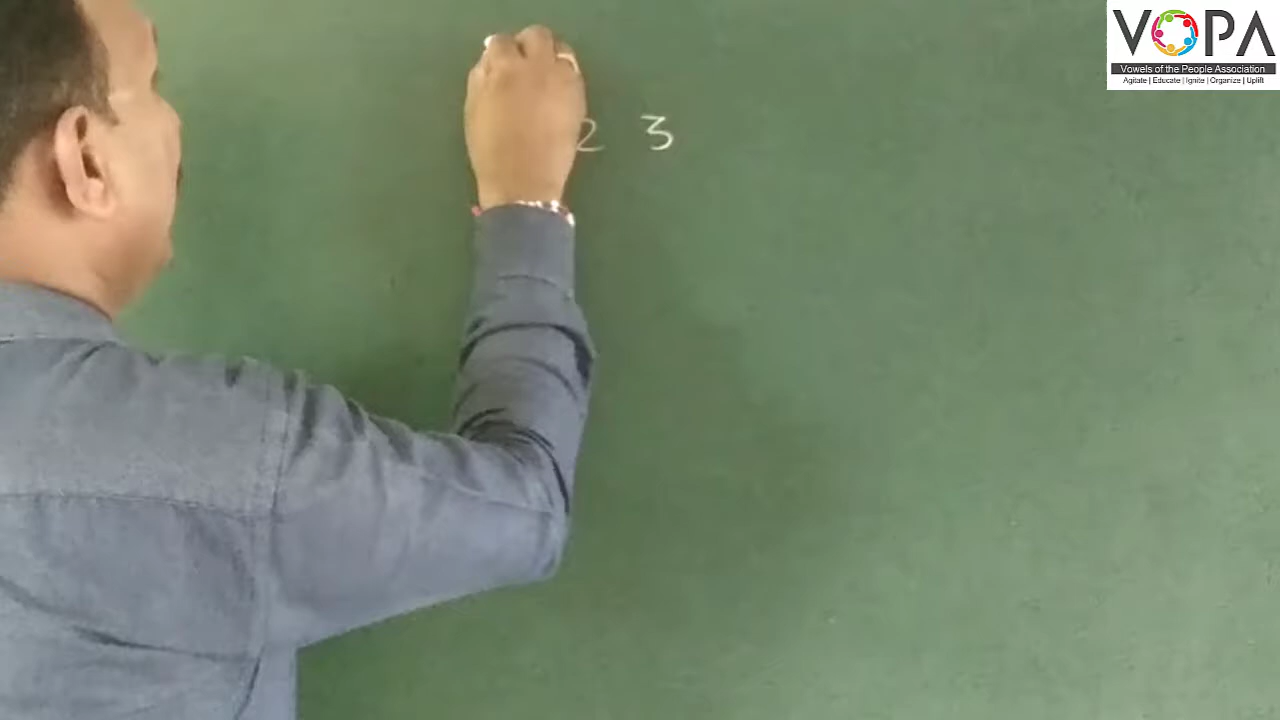 VOPA
Vowels of the People Association
Agitate | Educate | Ignite | Organize | Uplift
2 3